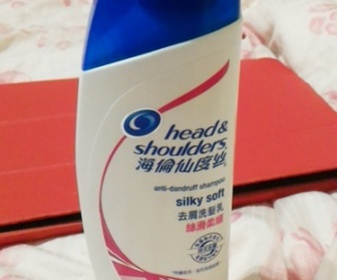 head&
shoulders
海倫仙度絲
anti-dandruff shampoo
silky soft
去屑洗髮乳
絲滑柔順